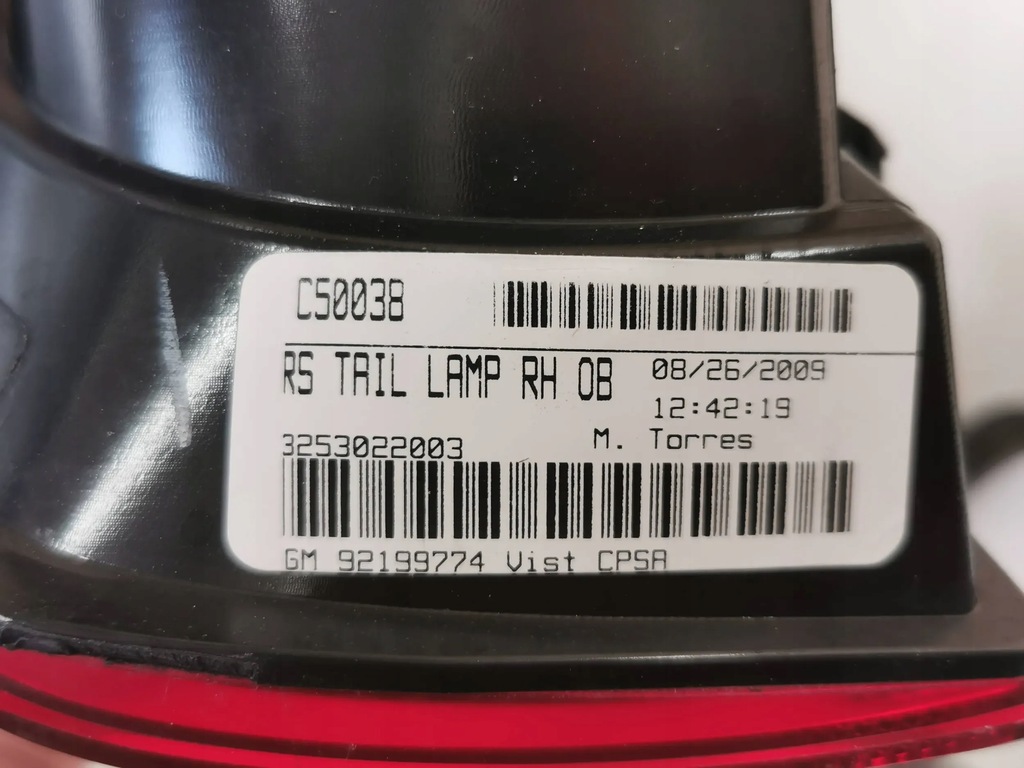 C50038
RS TAIL LAMP RH OB
08/26/2009
12:42:19
M. Torres
3253022003
GM 92199774 Vist CPSA